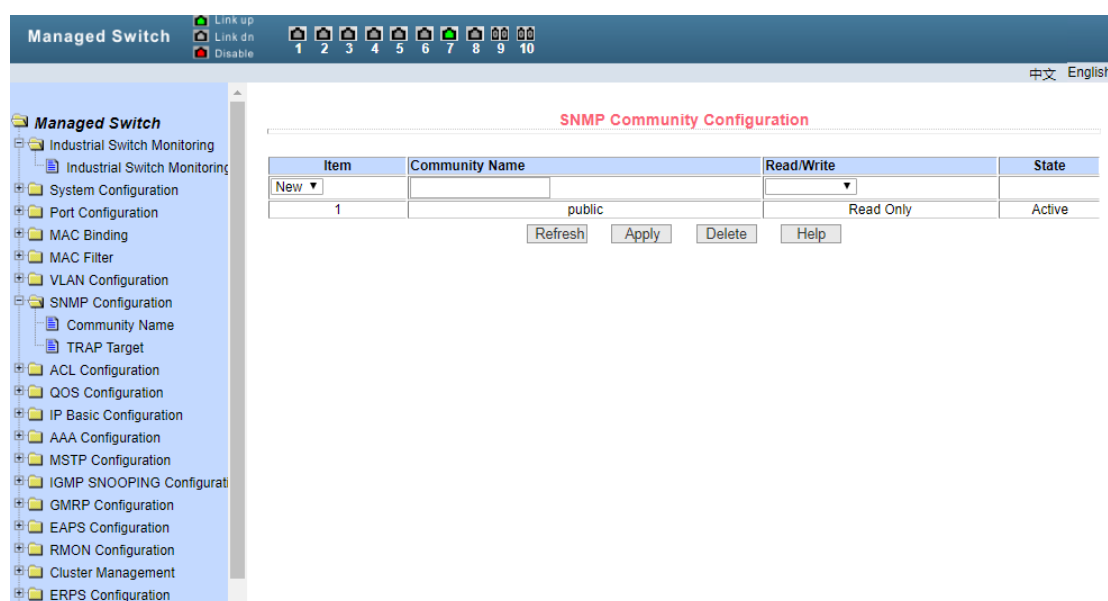 Link up
Managed Switch Link dn
Disable
1 2 3 4 5 6 7 8 9 10
中文 English
Managed Switch
Industrial Switch Monitoring
Industrial Switch Monitoring
System Configuration
Port Configuration
MAC Binding
MAC Filter
VLAN Configuration
SNMP Configuration
Community Name
TRAP Target
ACL Configuration
QOS Configuration
IP Basic Configuration
AAA Configuration
MSTP Configuration
IGMP SNOOPING Configurati
GMRP Configuration
EAPS Configuration
RMON Configuration
Cluster Management
ERPS Configuration
SNMP Community Configuration
Item Community Name Read/Write State
New
1 public Read Only Active
Refresh Apply Delete Help